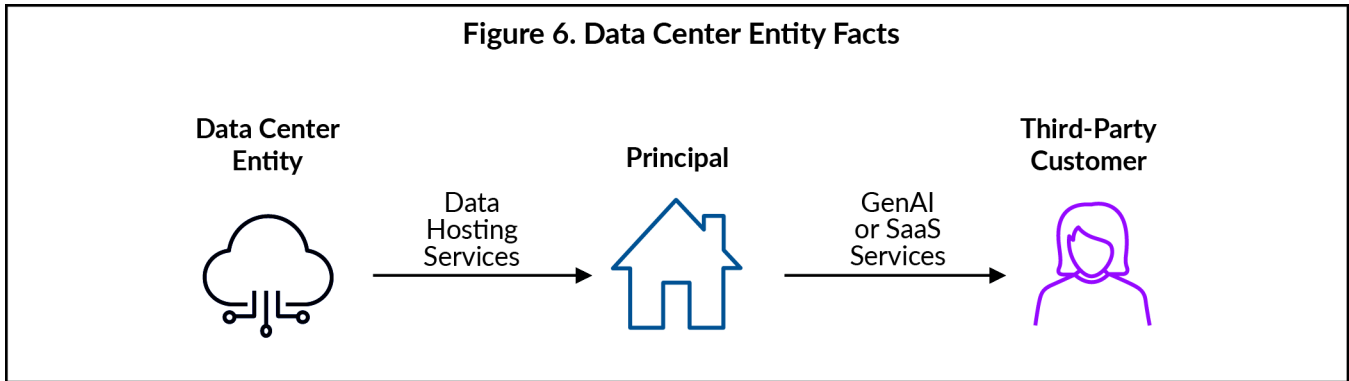 Figure 6. Data Center Entity Facts
Data Center
Entity
Data
Hosting
Services
Principal
GenAI
or SaaS
Services
Third-Party
Customer